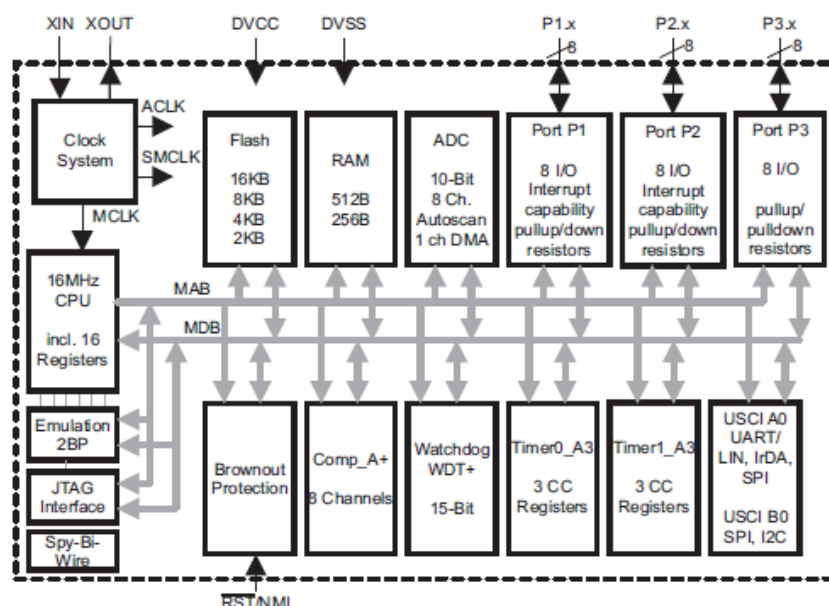 XIN XOUT DVCC DVSS P1.x P2.x P3.x
8 8 8
Clock
System
ACLK
SMCLK
MCLK
Flash
16KB
8KB
4KB
2KB
RAM
512B
256B
ADC
10-Bit
8 Ch.
Autoscan
1 ch DMA
Port P1
8 I/O
Interrupt
capability
pullup/down
resistors
Port P2
8 I/O
Interrupt
capability
pullup/down
resistors
Port P3
8 I/O
pullup/
pulldown
resistors
16MHz
CPU
incl. 16
Registers
MAB
MDB
Emulation
2BP
JTAG
Interface
Spy-Bi-
Wire
Brownout
Protection
Comp_A+
8 Channels
Watchdog
WDT+
15-Bit
Timer0_A3
3 CC
Registers
Timer1_A3
3 CC
Registers
USCI A0
UART/
LIN, IrDA,
SPI
USCI B0
SPI, I2C
RST/NMI